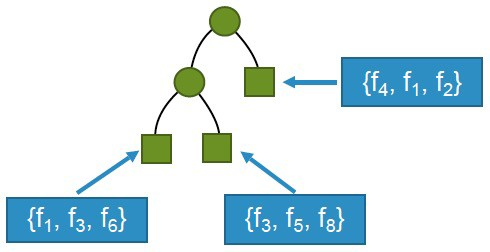 {f₄, f₁, f₂}
{f₁, f₃, f₆}
{f₃, f₅, f₈}